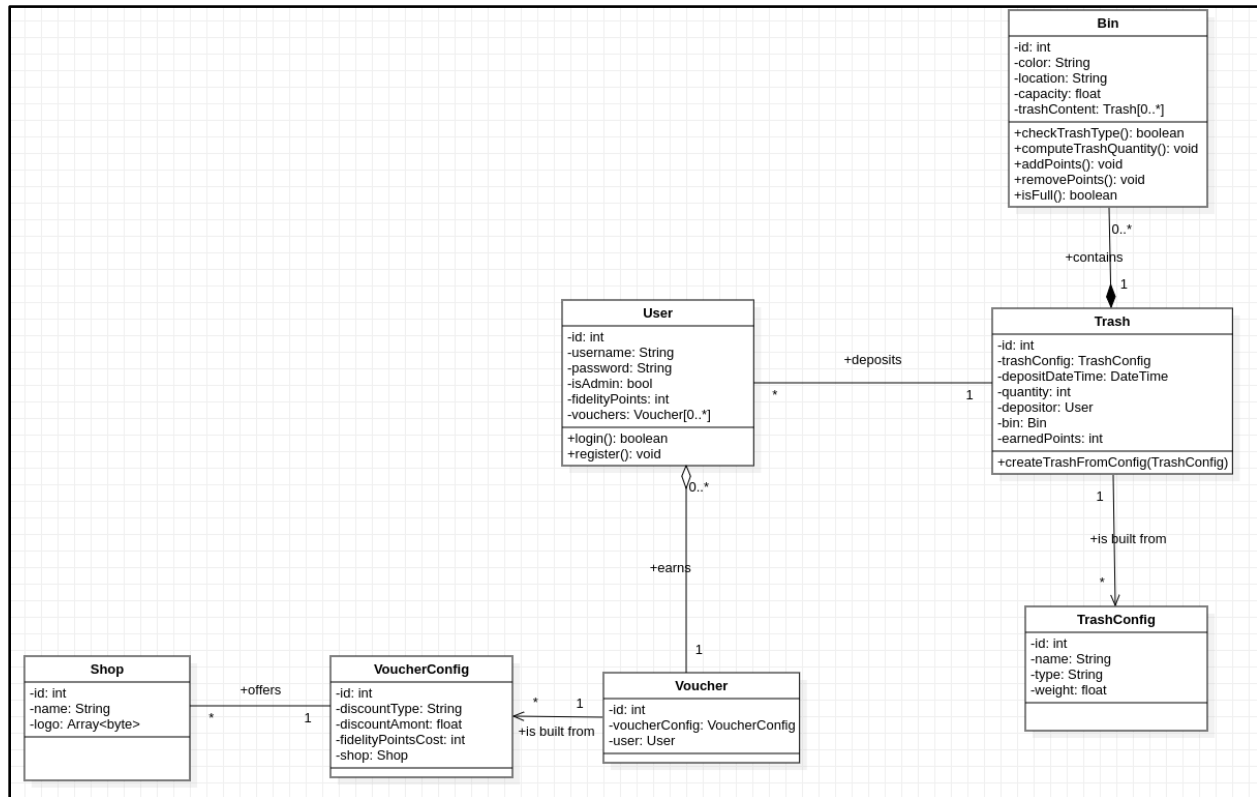 Bin
-id: int
-color: String
-location: String
-capacity: float
-trashContent: Trash[0..*]
+checkTrashType(): boolean
+computeTrashQuantity(): void
+addPoints(): void
+removePoints(): void
+isFull(): boolean
0..*
+contains
1
User
-id: int
-username: String
-password: String
-isAdmin: bool
-fidelityPoints: int
-vouchers: Voucher[0..*]
+login(): boolean
+register(): void
+deposits
*
1
Trash
-id: int
-trashConfig: TrashConfig
-depositDateTime: DateTime
-quantity: int
-depositor: User
-bin: Bin
-earnedPoints: int
+createTrashFromConfig(TrashConfig)
0..*
+earns
1
1
+is built from
*
TrashConfig
-id: int
-name: String
-type: String
-weight: float
Shop
-id: int
-name: String
-logo: Array<byte>
+offers
*
1
VoucherConfig
-id: int
-discountType: String
-discountAmont: float
-fidelityPointsCost: int
-shop: Shop
*
1
+is built from
Voucher
-id: int
-voucherConfig: VoucherConfig
-user: User